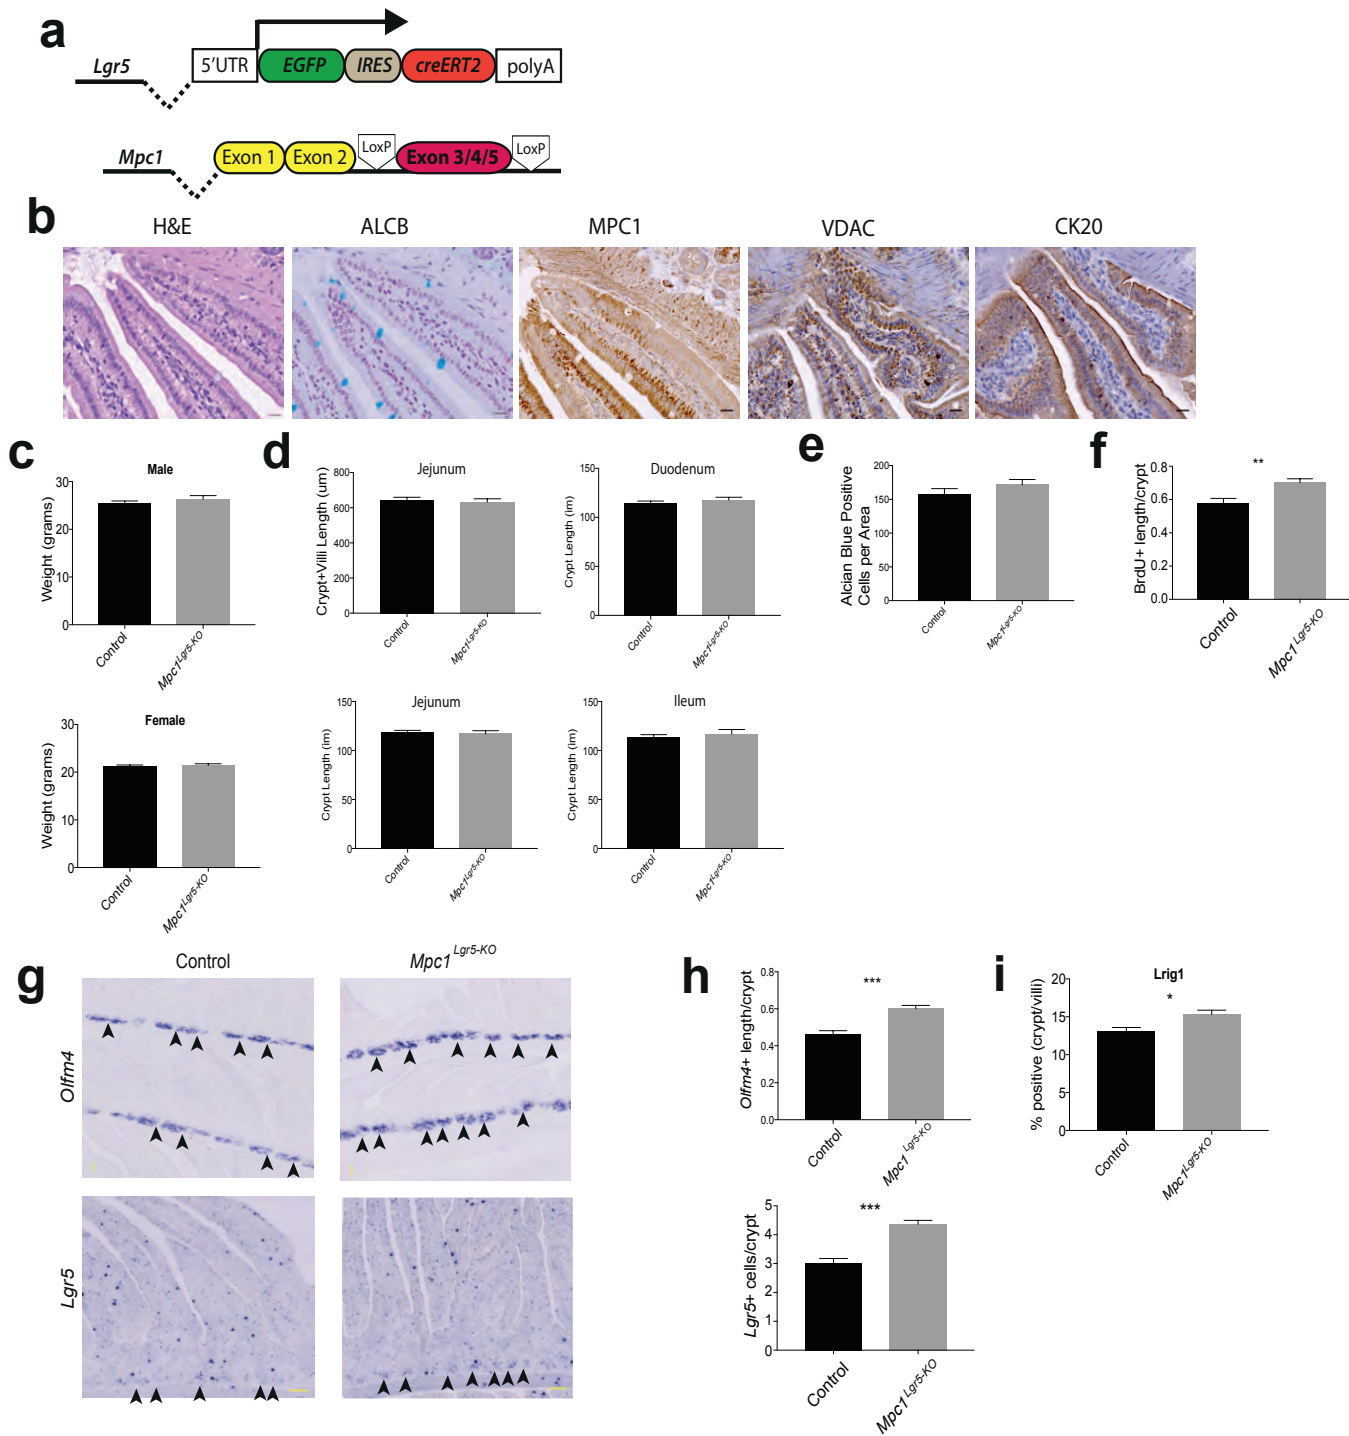 a
Lgr5 5'UTR EGFP IRES creERT2 polyA
Mpc1 Exon 1 Exon 2 LoxP Exon 3/4/5 LoxP
b
H&E ALCB MPC1 VDAC CK20
c
Male
Weight (grams)
30
20
10
0
Control
Mpc1Lgr5-KO
Female
Weight (grams)
30
20
10
0
Control
Mpc1Lgr5-KO
d
Jejunum
Crypt+Villi Length (um)
800
600
400
200
0
Control
Mpc1Lgr5-KO
Duodenum
Crypt Length (im)
150
100
50
0
Control
Mpc1Lgr5-KO
Jejunum
Crypt Length (im)
150
100
50
0
Control
Mpc1Lgr5-KO
Ileum
Crypt Length (im)
150
100
50
0
Control
Mpc1Lgr5-KO
e
Alcian Blue Positive
Cells per Area
200
150
100
50
0
Control
Mpc1Lgr5-KO
f
BrdU+ length/crypt
**
0.8
0.6
0.4
0.2
0.0
Control
Mpc1Lgr5-KO
g
Control Mpc1Lgr5-KO
Olfm4
Lgr5
h
Olfm4+ length/crypt
***
0.8
0.6
0.4
0.2
0.0
Control
Mpc1Lgr5-KO
Lgr5+ cells/crypt
***
5
4
3
2
1
0
Control
Mpc1Lgr5-KO
i
Lrig1
% positive (crypt/villi)
*
20
15
10
5
0
Control
Mpc1Lgr5-KO